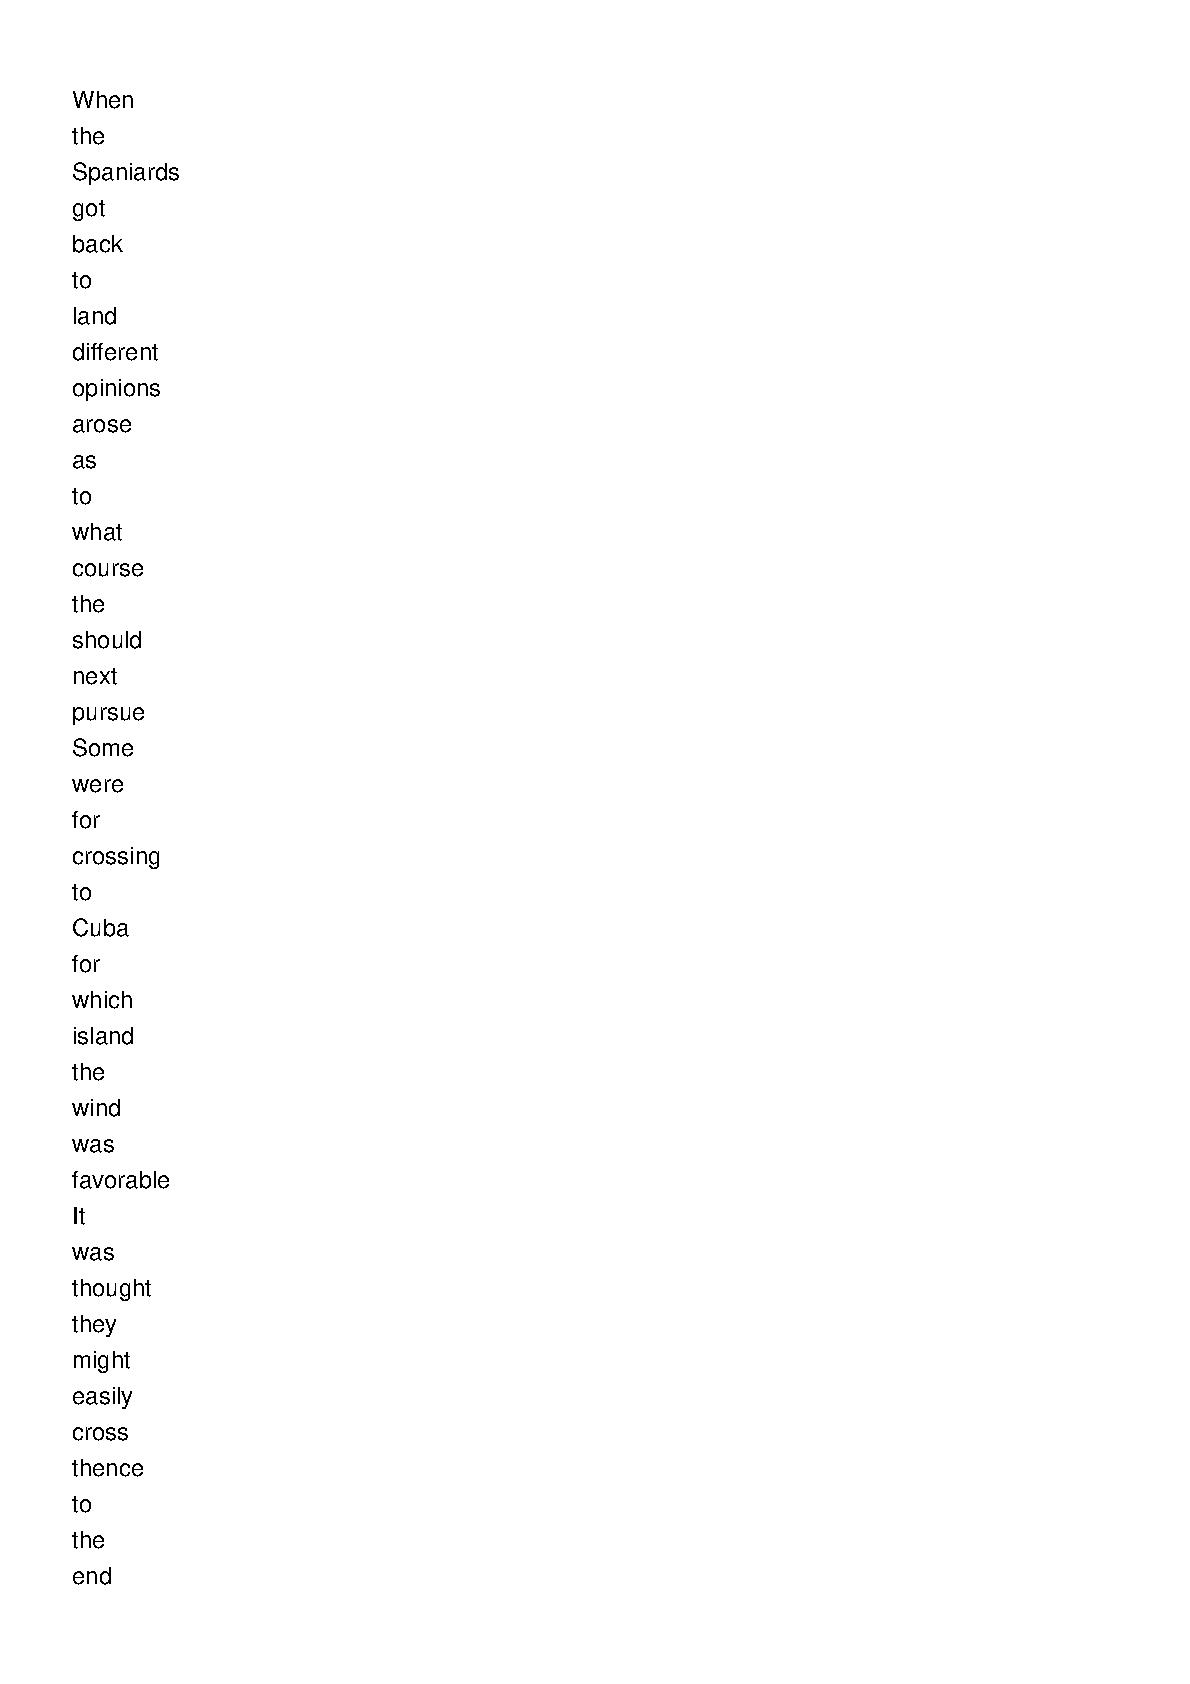 When
the
Spaniards
got
back
to
land
different
opinions
arose
as
to
what
course
the
should
next
pursue
Some
were
for
crossing
to
Cuba
for
which
island
the
wind
was
favorable
It
was
thought
they
might
easily
cross
thence
to
the
end